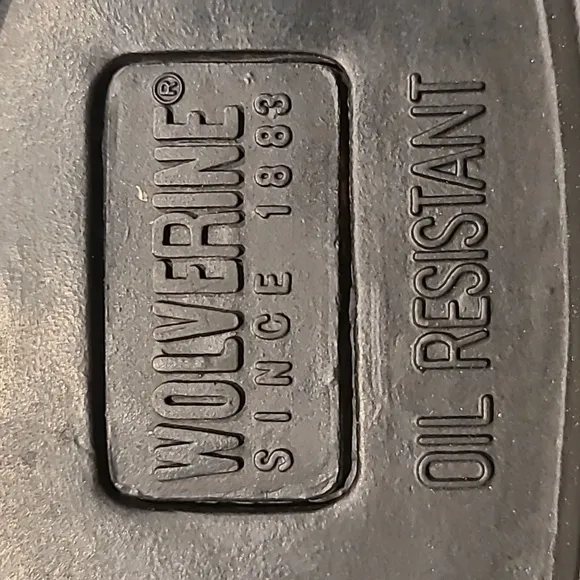 WOLVERINE®
SINCE 1883
OIL RESISTANT